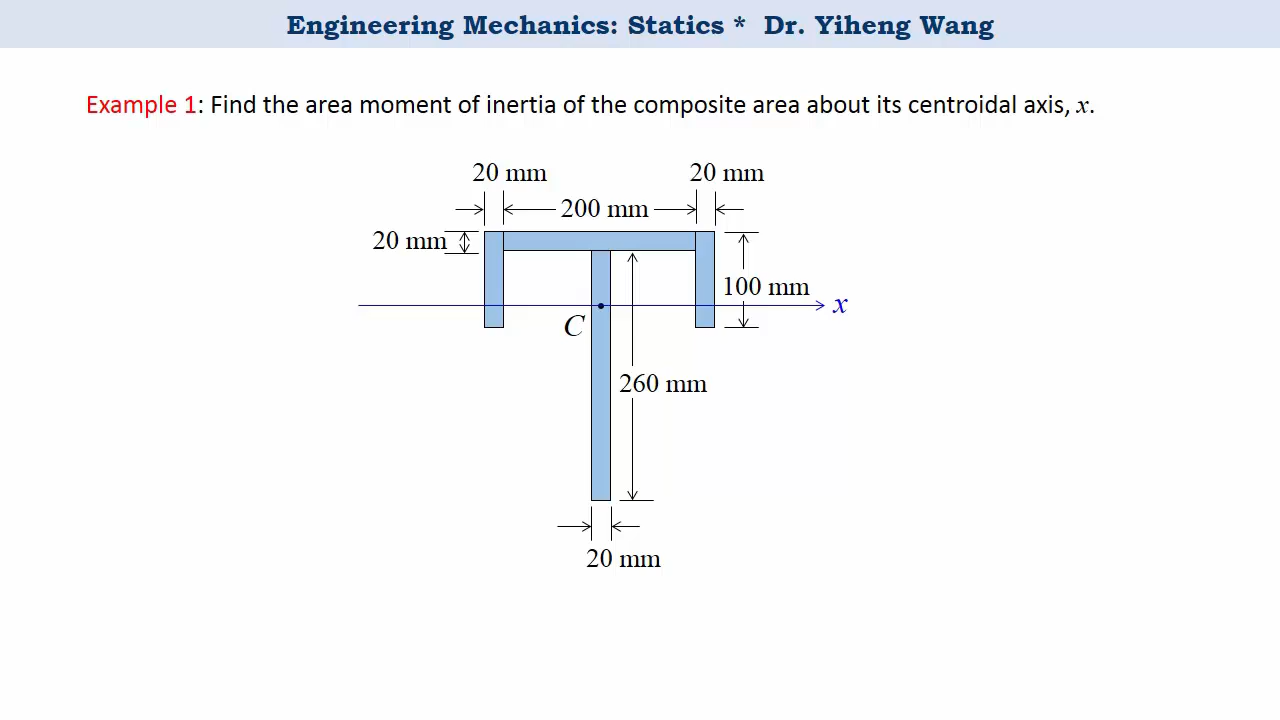 Engineering Mechanics: Statics * Dr. Yiheng Wang
Example 1: Find the area moment of inertia of the composite area about its centroidal axis, x.
20 mm
20 mm
200 mm
20 mm
100 mm
x
C
260 mm
20 mm